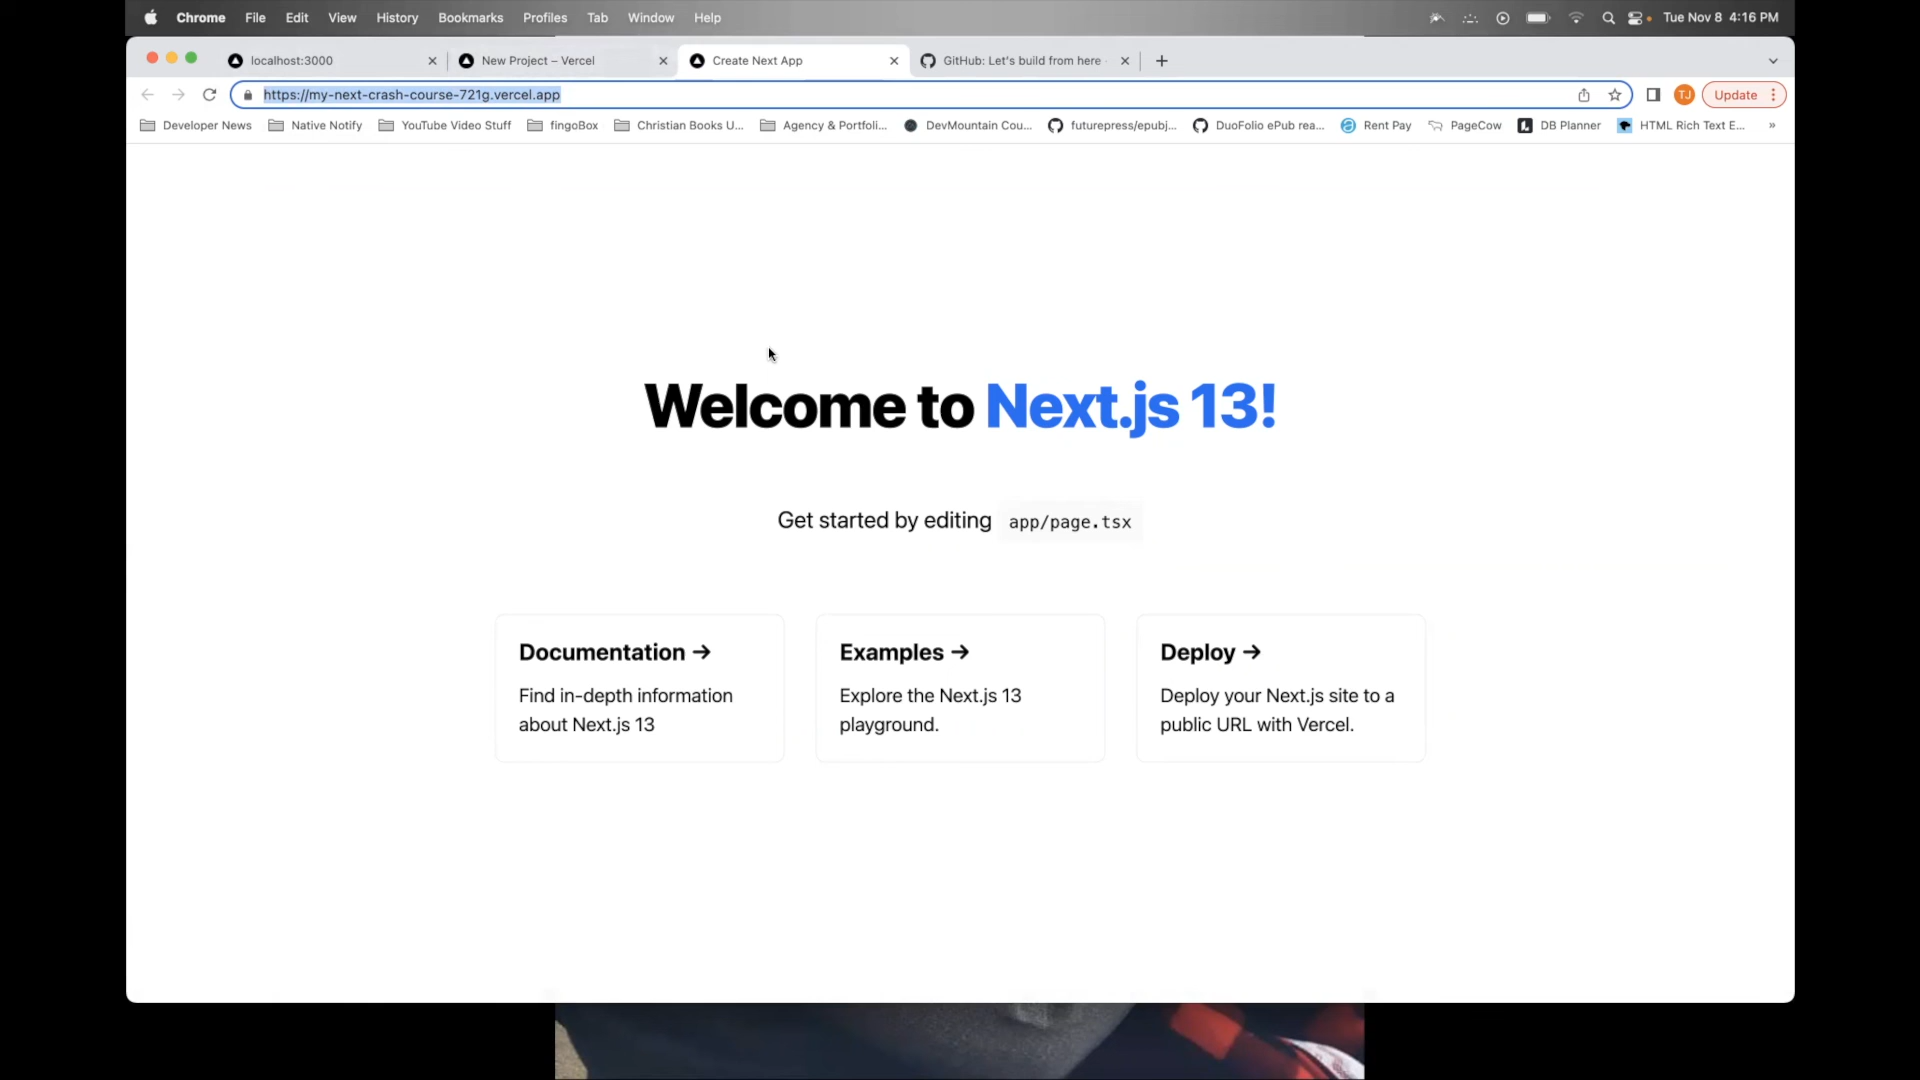 Chrome File Edit View History Bookmarks Profiles Tab Window Help Tue Nov 8 4:16 PM
localhost:3000 New Project – Vercel Create Next App GitHub: Let's build from here
https://my-next-crash-course-721g.vercel.app TJ Update
Developer News Native Notify YouTube Video Stuff fingoBox Christian Books U... Agency & Portfoli... DevMountain Cou... futurepress/epubj... DuoFolio ePub rea... Rent Pay PageCow DB Planner HTML Rich Text E... »
Welcome to Next.js 13!
Get started by editing app/page.tsx
Documentation →
Find in-depth information
about Next.js 13
Examples →
Explore the Next.js 13
playground.
Deploy →
Deploy your Next.js site to a
public URL with Vercel.